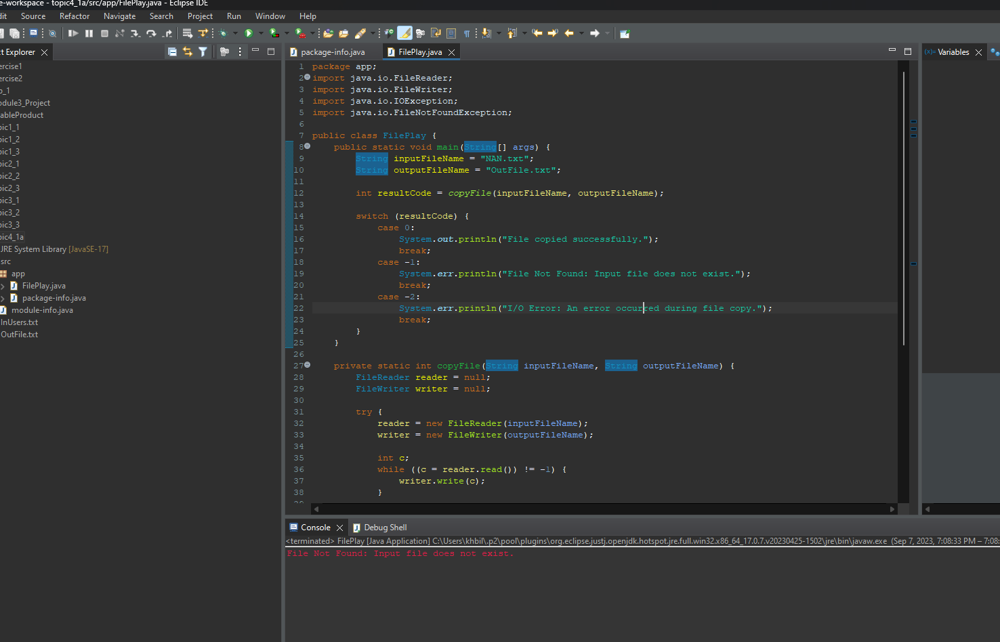 e-workspace - topic4_1a/src/app/FilePlay.java - Eclipse IDE
dit Source Refactor Navigate Search Project Run Window Help
ct Explorer
package-info.java
FilePlay.java
(x)= Variables
ercise1
ercise2
o_1
odule3_Project
ableProduct
pic1_1
pic1_2
pic1_3
pic2_1
pic2_2
pic2_3
pic3_1
pic3_2
pic3_3
pic4_1a
JRE System Library [JavaSE-17]
src
app
FilePlay.java
package-info.java
module-info.java
InUsers.txt
OutFile.txt
1 package app;
2 import java.io.FileReader;
3 import java.io.FileWriter;
4 import java.io.IOException;
5 import java.io.FileNotFoundException;
6
7 public class FilePlay {
8     public static void main(String[] args) {
9         String inputFileName = "NAN.txt";
10         String outputFileName = "OutFile.txt";
11
12         int resultCode = copyFile(inputFileName, outputFileName);
13
14         switch (resultCode) {
15             case 0:
16                 System.out.println("File copied successfully.");
17                 break;
18             case -1:
19                 System.err.println("File Not Found: Input file does not exist.");
20                 break;
21             case -2:
22                 System.err.println("I/O Error: An error occurred during file copy.");
23                 break;
24         }
25     }
26
27     private static int copyFile(String inputFileName, String outputFileName) {
28         FileReader reader = null;
29         FileWriter writer = null;
30
31         try {
32             reader = new FileReader(inputFileName);
33             writer = new FileWriter(outputFileName);
34
35             int c;
36             while ((c = reader.read()) != -1) {
37                 writer.write(c);
38             }
Console
Debug Shell
<terminated> FilePlay [Java Application] C:\Users\khbil\.p2\pool\plugins\org.eclipse.justj.openjdk.hotspot.jre.full.win32.x86_64_17.0.7.v20230425-1502\jre\bin\javaw.exe (Sep 7, 2023, 7:08:33 PM – 7:08:
File Not Found: Input file does not exist.